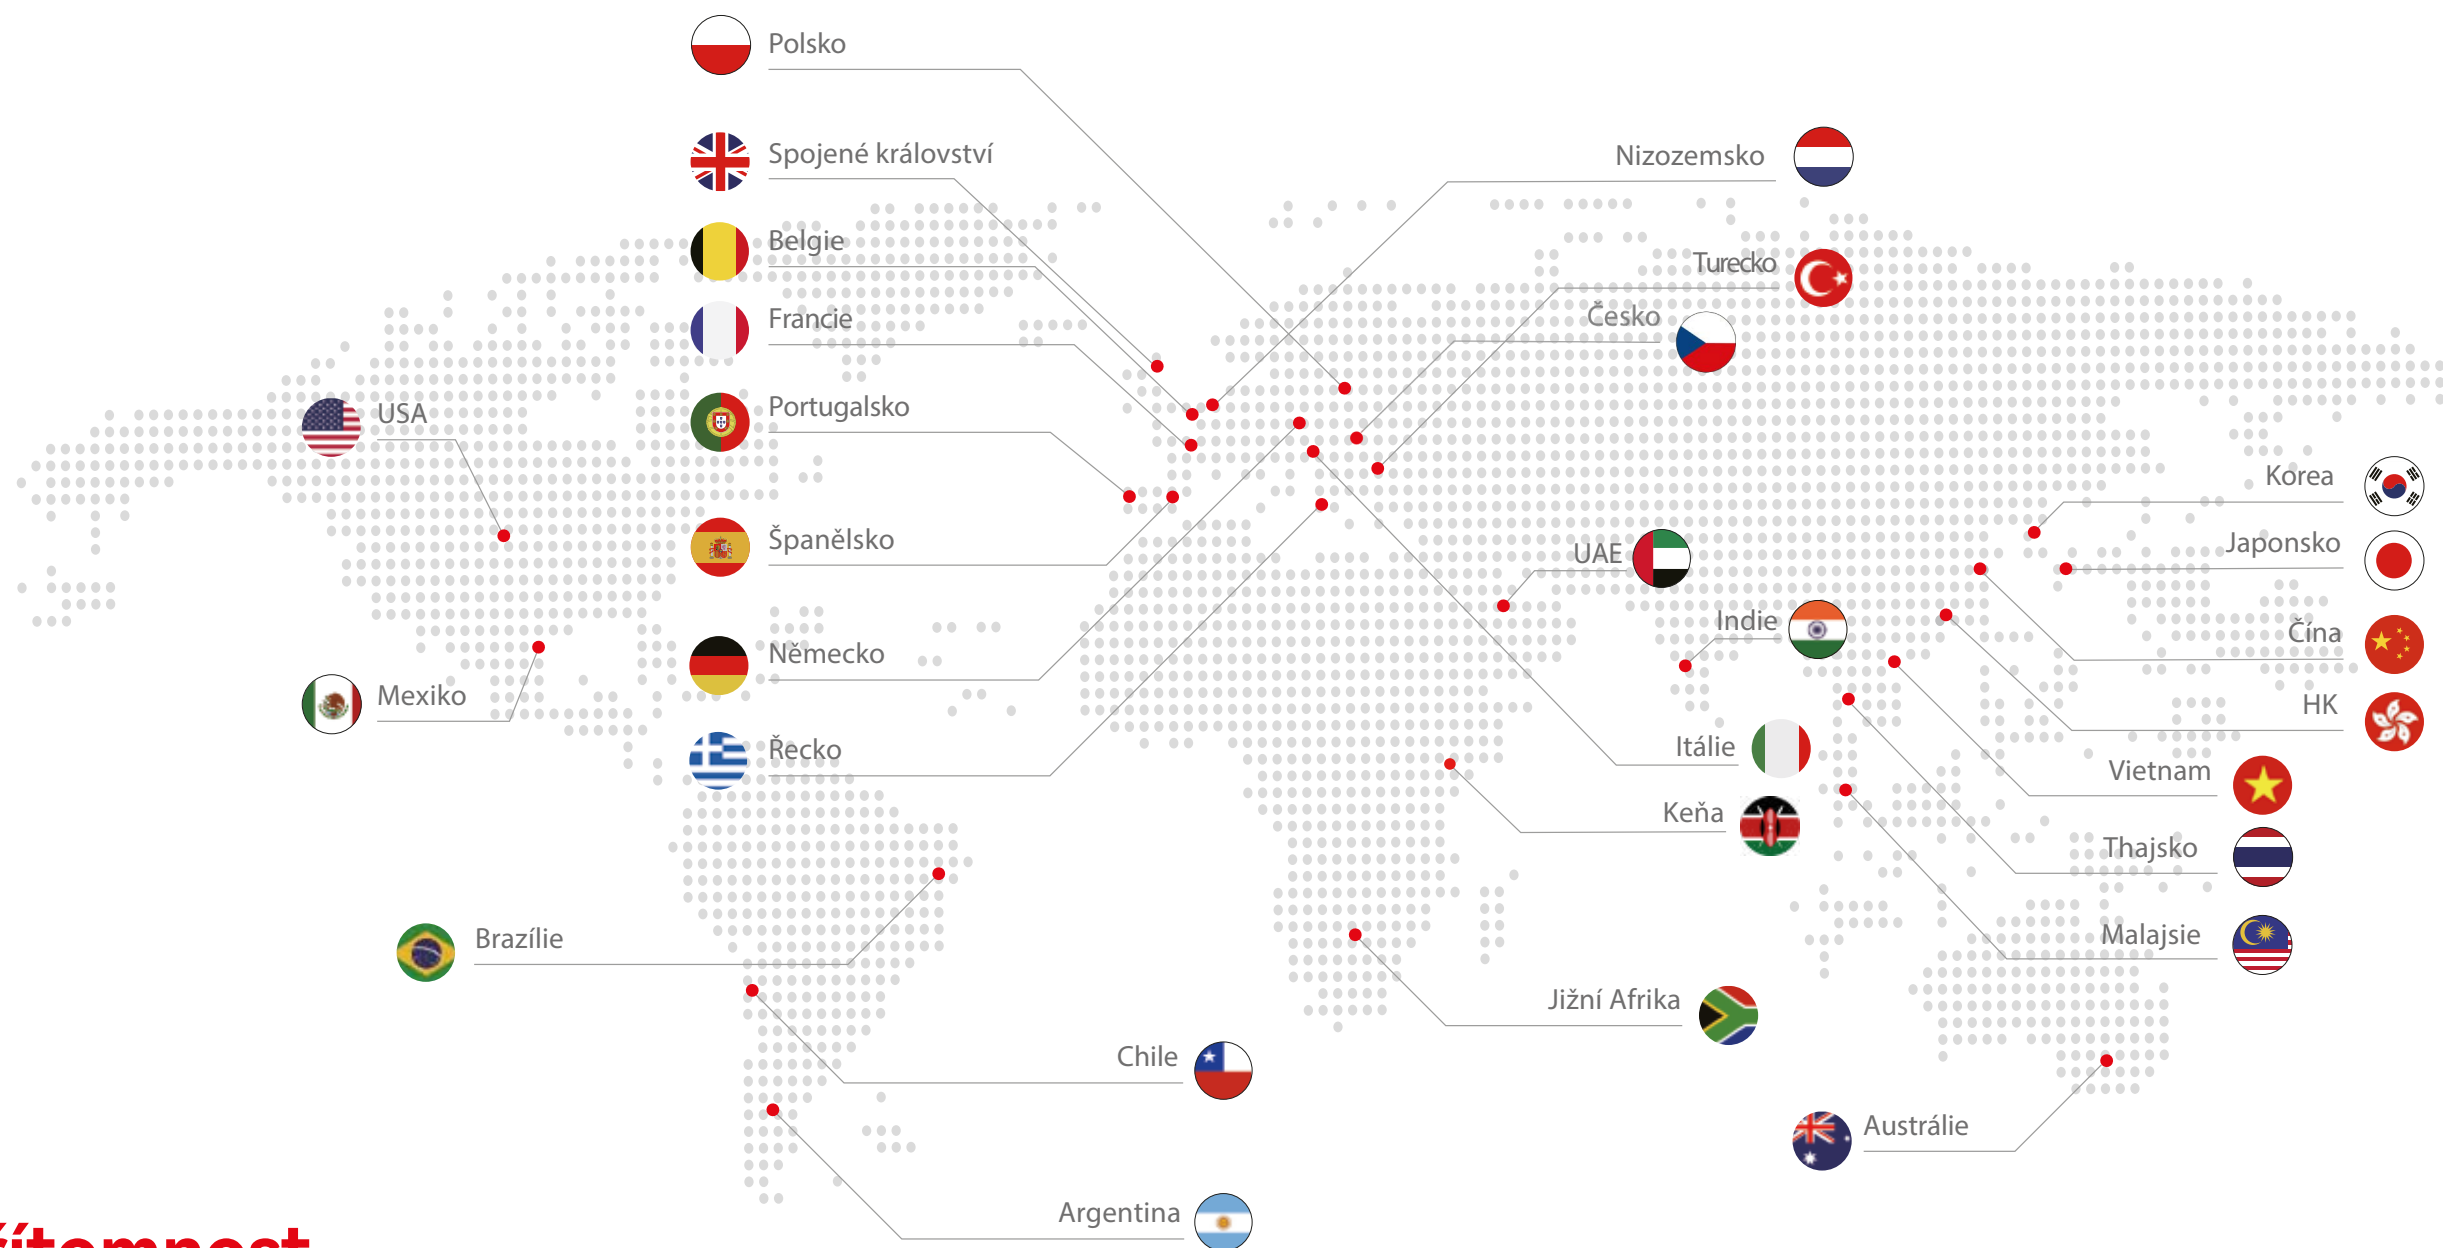 Polsko
Spojené království
Nizozemsko
Belgie
Turecko
Francie
Česko
Portugalsko
USA
Korea
Španělsko
Japonsko
UAE
Indie
Čína
Německo
Mexiko
HK
Řecko
Itálie
Vietnam
Keňa
Thajsko
Brazílie
Malajsie
Jižní Afrika
Chile
Austrálie
Argentina